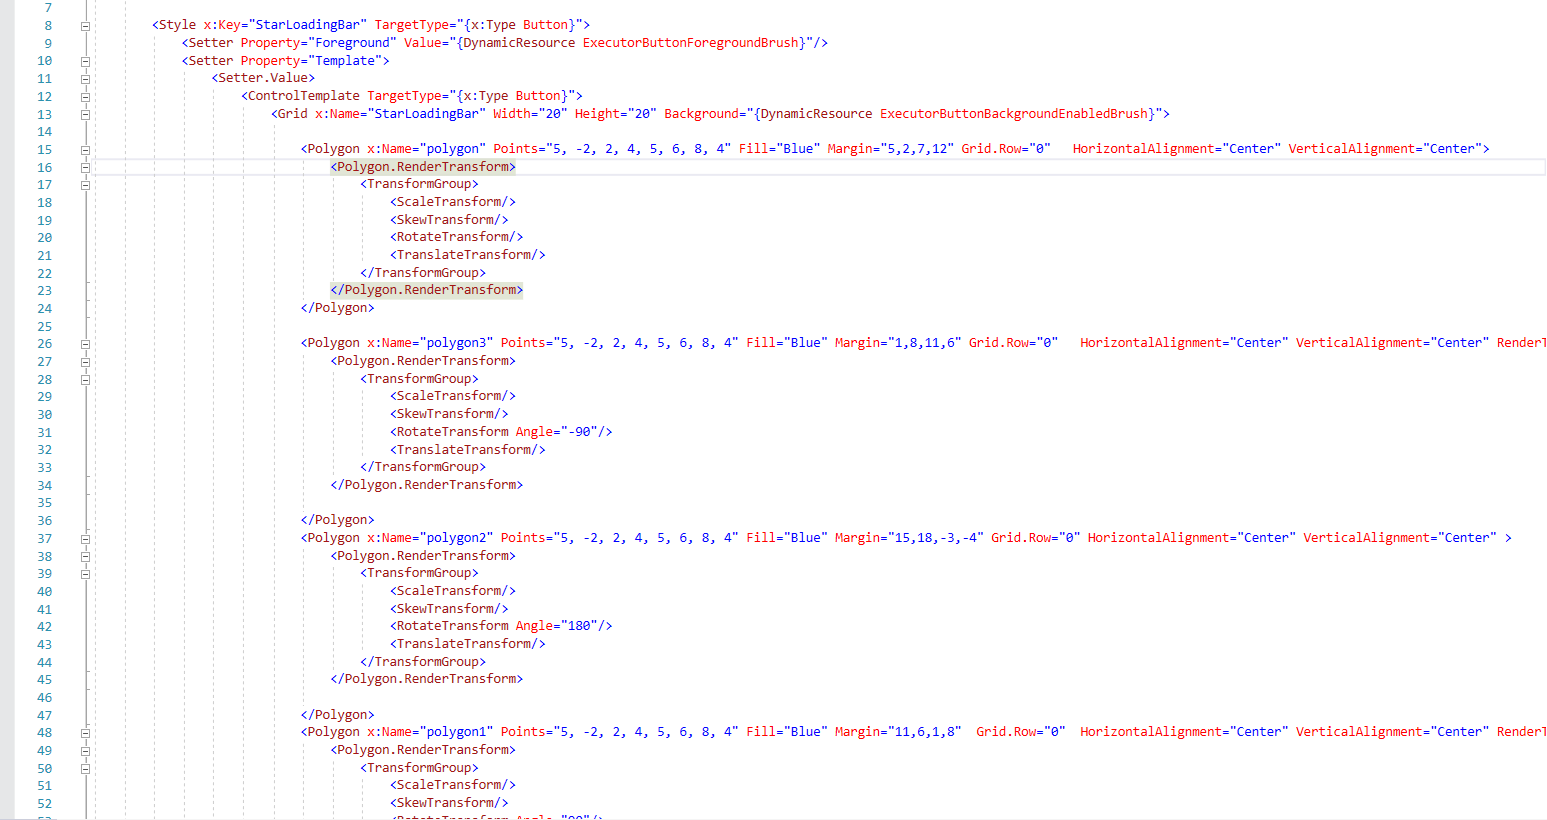 7
8 <Style x:Key="StarLoadingBar" TargetType="{x:Type Button}">
9 <Setter Property="Foreground" Value="{DynamicResource ExecutorButtonForegroundBrush}"/>
10 <Setter Property="Template">
11 <Setter.Value>
12 <ControlTemplate TargetType="{x:Type Button}">
13 <Grid x:Name="StarLoadingBar" Width="20" Height="20" Background="{DynamicResource ExecutorButtonBackgroundEnabledBrush}">
14
15 <Polygon x:Name="polygon" Points="5, -2, 2, 4, 5, 6, 8, 4" Fill="Blue" Margin="5,2,7,12" Grid.Row="0" HorizontalAlignment="Center" VerticalAlignment="Center">
16 <Polygon.RenderTransform>
17 <TransformGroup>
18 <ScaleTransform/>
19 <SkewTransform/>
20 <RotateTransform/>
21 <TranslateTransform/>
22 </TransformGroup>
23 </Polygon.RenderTransform>
24 </Polygon>
25
26 <Polygon x:Name="polygon3" Points="5, -2, 2, 4, 5, 6, 8, 4" Fill="Blue" Margin="1,8,11,6" Grid.Row="0" HorizontalAlignment="Center" VerticalAlignment="Center" RenderT
27 <Polygon.RenderTransform>
28 <TransformGroup>
29 <ScaleTransform/>
30 <SkewTransform/>
31 <RotateTransform Angle="-90"/>
32 <TranslateTransform/>
33 </TransformGroup>
34 </Polygon.RenderTransform>
35
36 </Polygon>
37 <Polygon x:Name="polygon2" Points="5, -2, 2, 4, 5, 6, 8, 4" Fill="Blue" Margin="15,18,-3,-4" Grid.Row="0" HorizontalAlignment="Center" VerticalAlignment="Center" >
38 <Polygon.RenderTransform>
39 <TransformGroup>
40 <ScaleTransform/>
41 <SkewTransform/>
42 <RotateTransform Angle="180"/>
43 <TranslateTransform/>
44 </TransformGroup>
45 </Polygon.RenderTransform>
46
47 </Polygon>
48 <Polygon x:Name="polygon1" Points="5, -2, 2, 4, 5, 6, 8, 4" Fill="Blue" Margin="11,6,1,8" Grid.Row="0" HorizontalAlignment="Center" VerticalAlignment="Center" RenderT
49 <Polygon.RenderTransform>
50 <TransformGroup>
51 <ScaleTransform/>
52 <SkewTransform/>
53 <RotateTransform Angle="90"/>